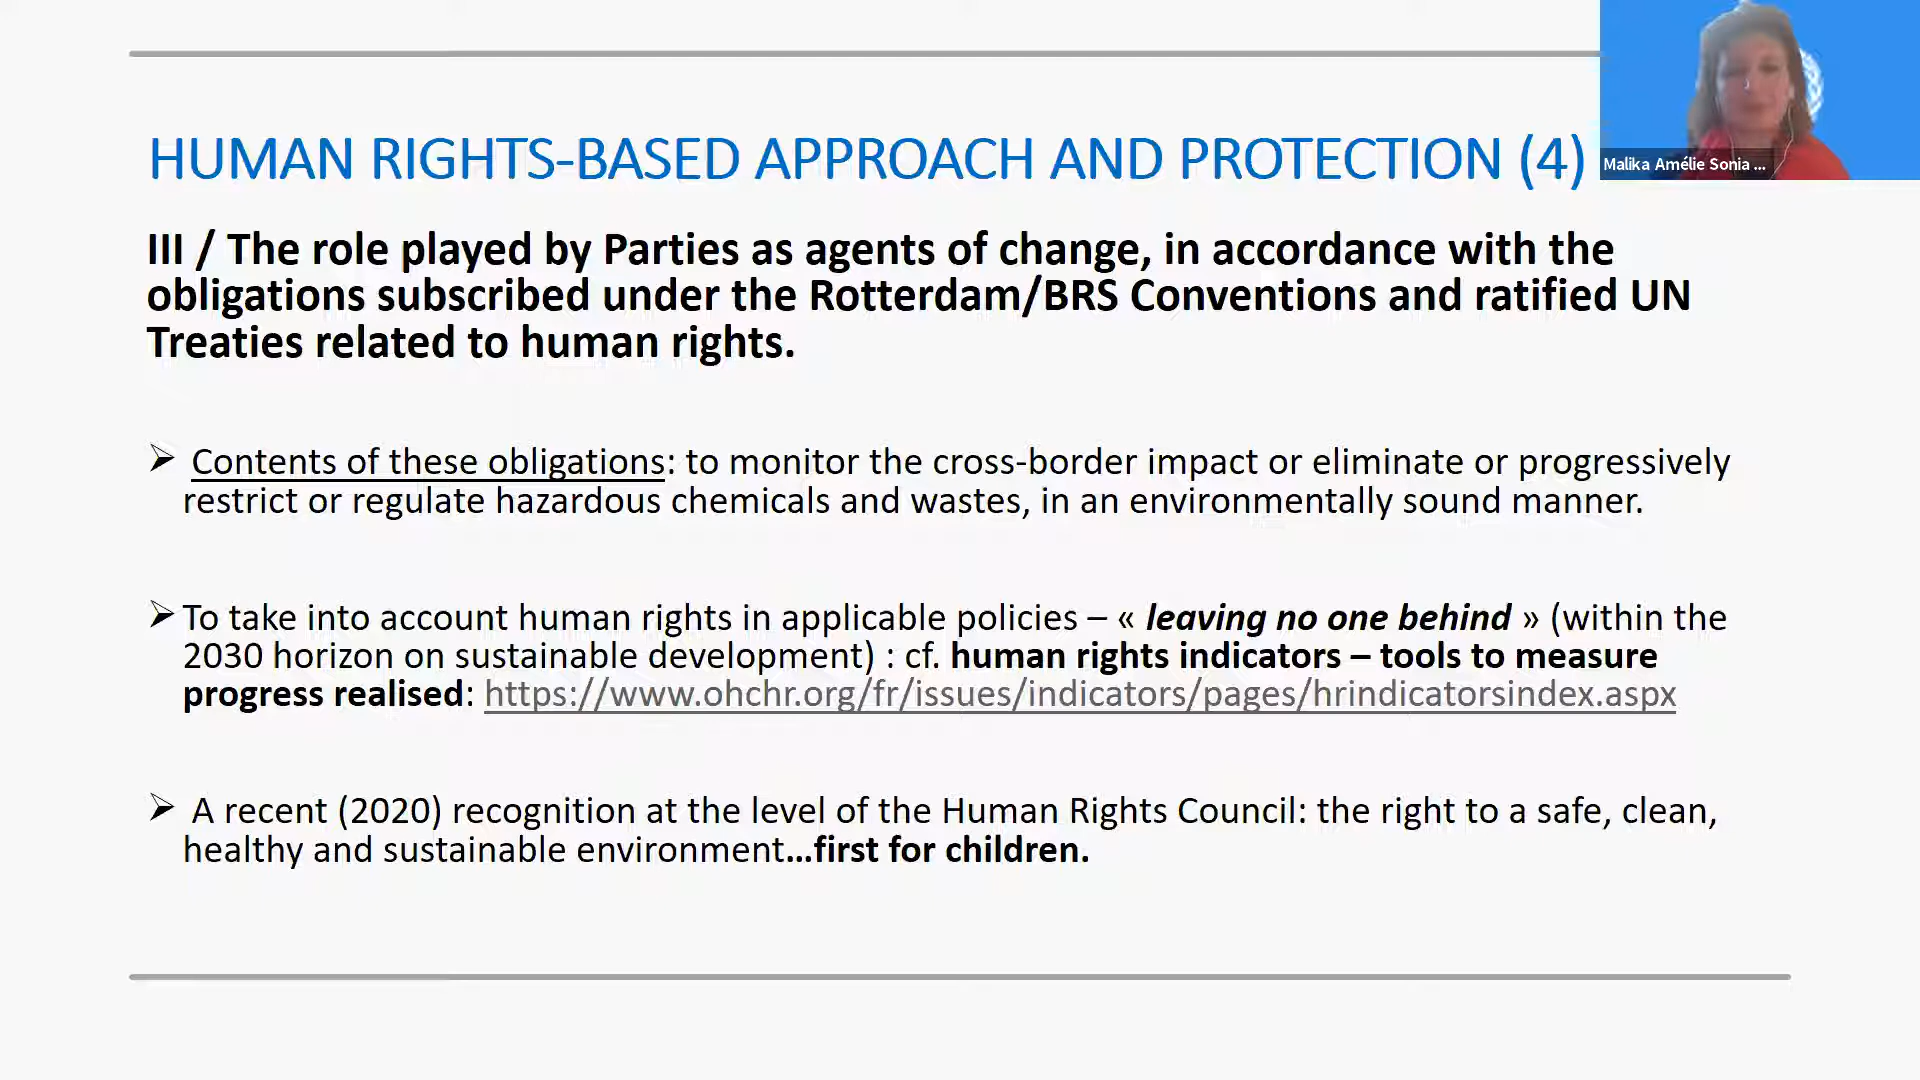 HUMAN RIGHTS-BASED APPROACH AND PROTECTION (4)
Malika Amélie Sonia ...
III / The role played by Parties as agents of change, in accordance with the
obligations subscribed under the Rotterdam/BRS Conventions and ratified UN
Treaties related to human rights.
➢ Contents of these obligations: to monitor the cross-border impact or eliminate or progressively
restrict or regulate hazardous chemicals and wastes, in an environmentally sound manner.
➢ To take into account human rights in applicable policies – « leaving no one behind » (within the
2030 horizon on sustainable development) : cf. human rights indicators – tools to measure
progress realised: https://www.ohchr.org/fr/issues/indicators/pages/hrindicatorsindex.aspx
➢ A recent (2020) recognition at the level of the Human Rights Council: the right to a safe, clean,
healthy and sustainable environment…first for children.